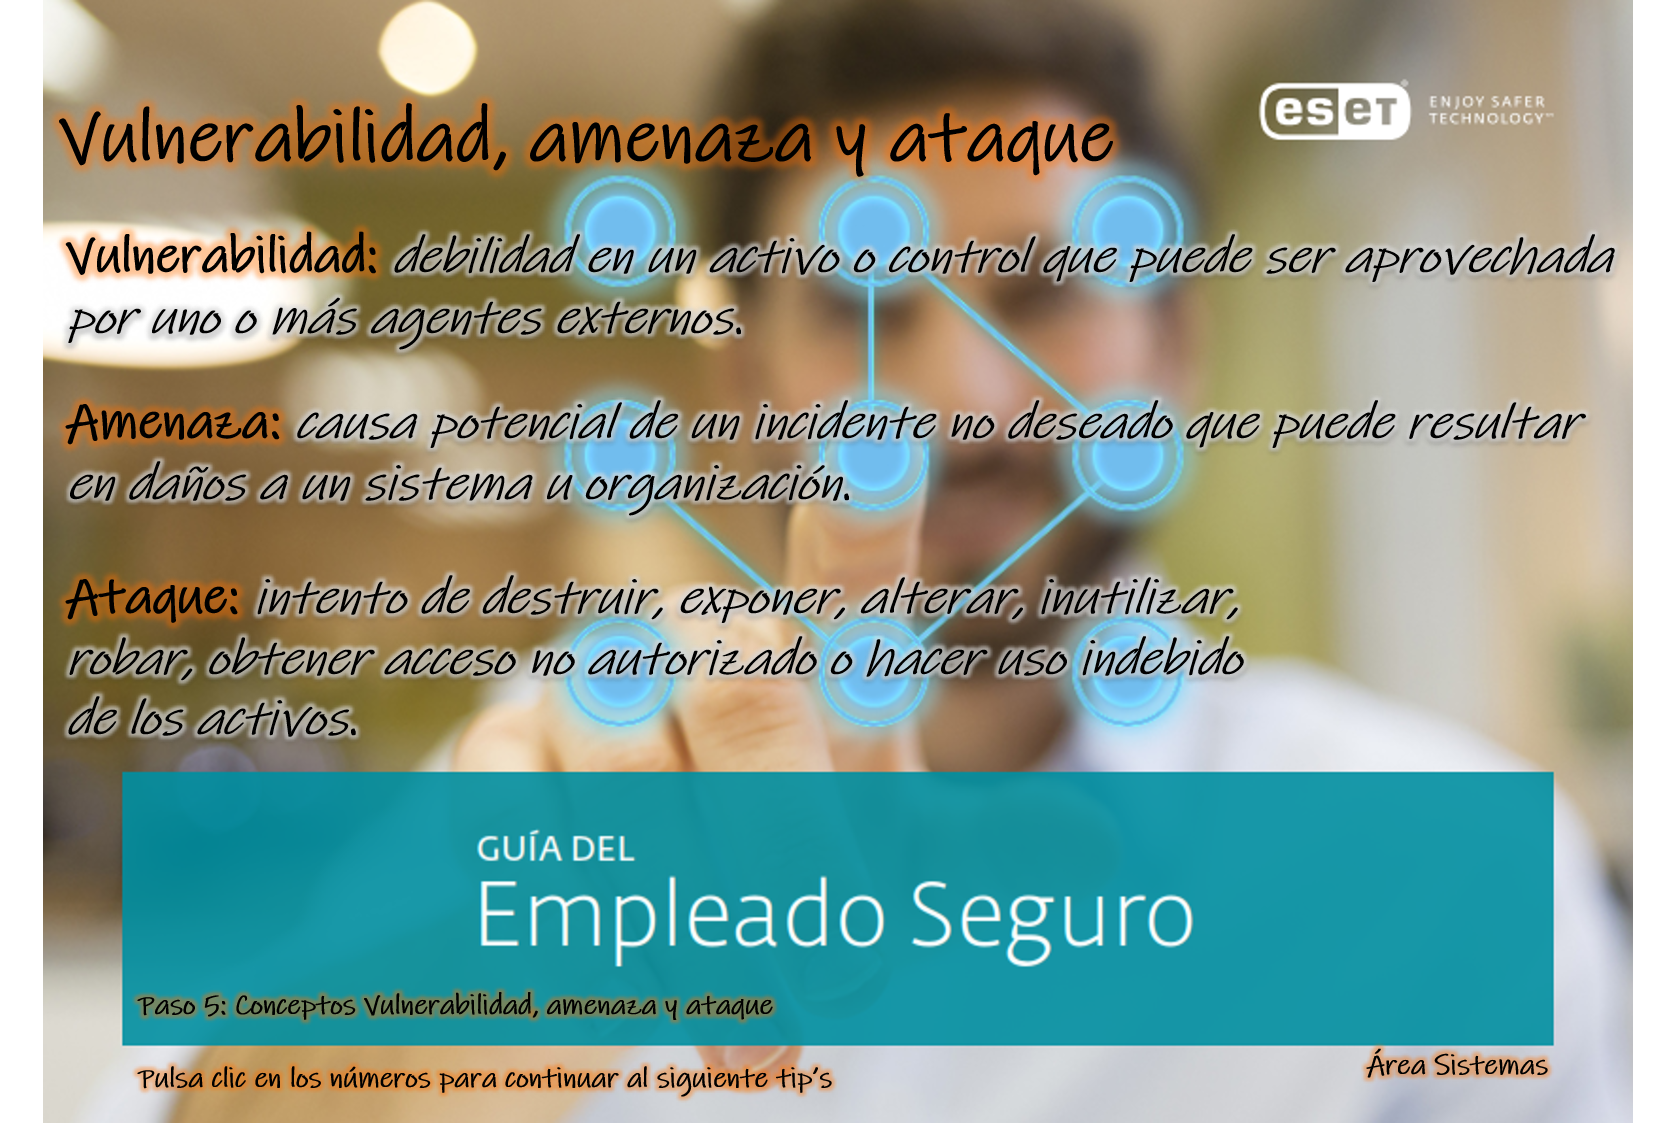 eset ENJOY SAFER
TECHNOLOGY™
Vulnerabilidad, amenaza y ataque
Vulnerabilidad: debilidad en un activo o control que puede ser aprovechada
por uno o más agentes externos.
Amenaza: causa potencial de un incidente no deseado que puede resultar
en daños a un sistema u organización.
Ataque: intento de destruir, exponer, alterar, inutilizar,
robar, obtener acceso no autorizado o hacer uso indebido
de los activos.
GUÍA DEL
Empleado Seguro
Paso 5: Conceptos Vulnerabilidad, amenaza y ataque
Pulsa clic en los números para continuar al siguiente tip's
Área Sistemas